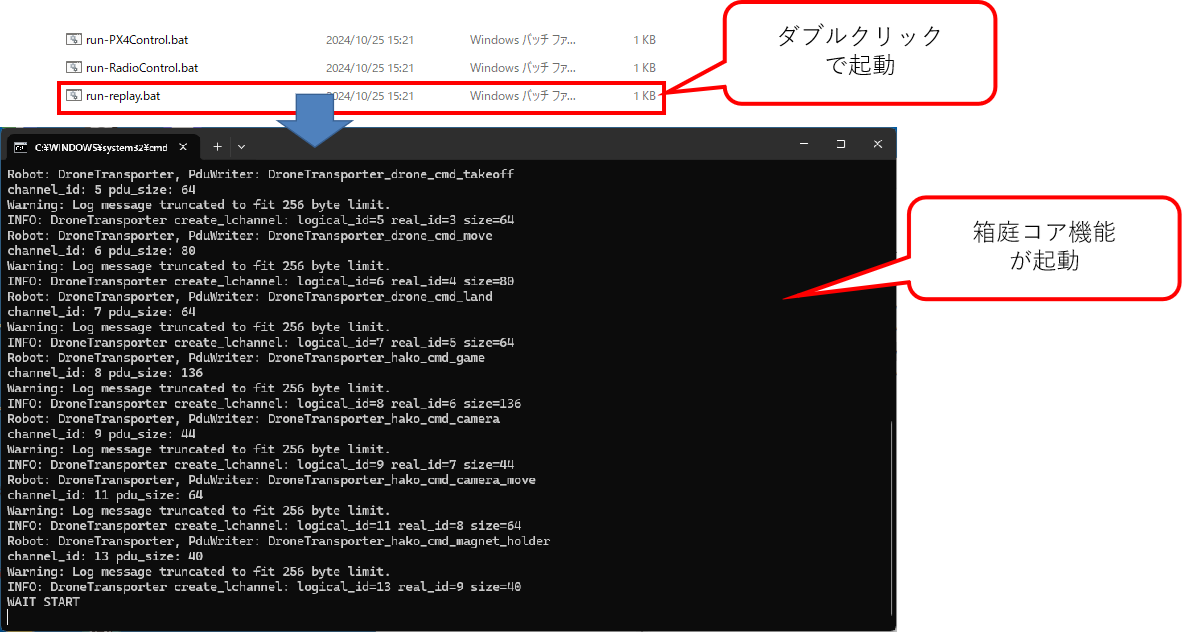 run-PX4Control.bat 2024/10/25 15:21 Windows バッチ ファ... 1 KB
run-RadioControl.bat 2024/10/25 15:21 Windows バッチ ファ... 1 KB
run-replay.bat 2024/10/25 15:21 Windows バッチ ファ... 1 KB
ダブルクリック
で起動
C:¥WINDOWS¥system32¥cmd
Robot: DroneTransporter, PduWriter: DroneTransporter_drone_cmd_takeoff
channel_id: 5 pdu_size: 64
Warning: Log message truncated to fit 256 byte limit.
INFO: DroneTransporter create_lchannel: logical_id=5 real_id=3 size=64
Robot: DroneTransporter, PduWriter: DroneTransporter_drone_cmd_move
channel_id: 6 pdu_size: 80
Warning: Log message truncated to fit 256 byte limit.
INFO: DroneTransporter create_lchannel: logical_id=6 real_id=4 size=80
Robot: DroneTransporter, PduWriter: DroneTransporter_drone_cmd_land
channel_id: 7 pdu_size: 64
Warning: Log message truncated to fit 256 byte limit.
INFO: DroneTransporter create_lchannel: logical_id=7 real_id=5 size=64
Robot: DroneTransporter, PduWriter: DroneTransporter_hako_cmd_game
channel_id: 8 pdu_size: 136
Warning: Log message truncated to fit 256 byte limit.
INFO: DroneTransporter create_lchannel: logical_id=8 real_id=6 size=136
Robot: DroneTransporter, PduWriter: DroneTransporter_hako_cmd_camera
channel_id: 9 pdu_size: 44
Warning: Log message truncated to fit 256 byte limit.
INFO: DroneTransporter create_lchannel: logical_id=9 real_id=7 size=44
Robot: DroneTransporter, PduWriter: DroneTransporter_hako_cmd_camera_move
channel_id: 11 pdu_size: 64
Warning: Log message truncated to fit 256 byte limit.
INFO: DroneTransporter create_lchannel: logical_id=11 real_id=8 size=64
Robot: DroneTransporter, PduWriter: DroneTransporter_hako_cmd_magnet_holder
channel_id: 13 pdu_size: 40
Warning: Log message truncated to fit 256 byte limit.
INFO: DroneTransporter create_lchannel: logical_id=13 real_id=9 size=40
WAIT START
箱庭コア機能
が起動